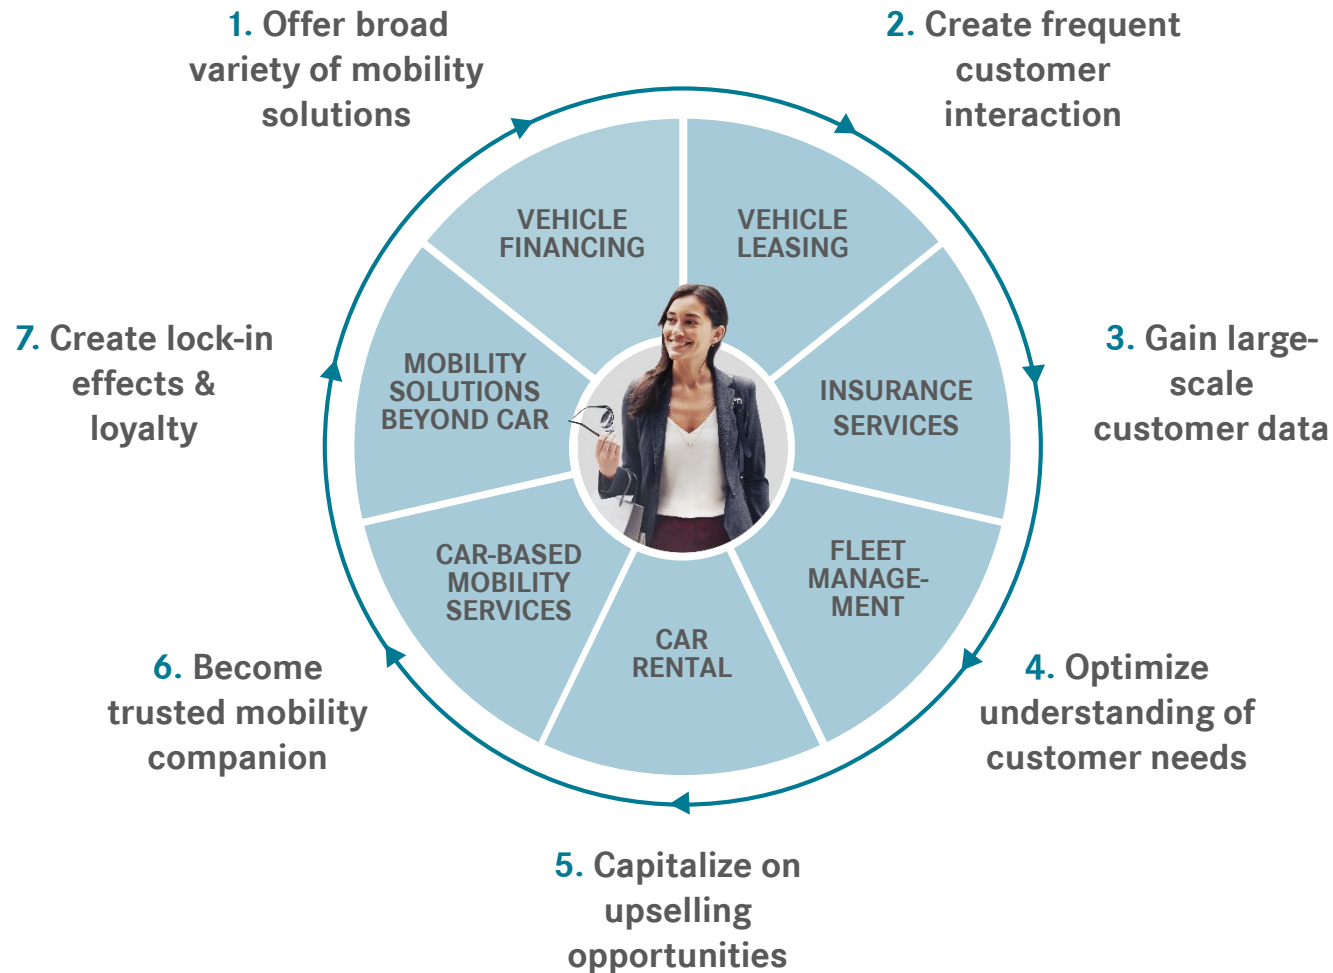 1. Offer broad
variety of mobility
solutions
2. Create frequent
customer
interaction
3. Gain large-
scale
customer data
4. Optimize
understanding of
customer needs
5. Capitalize on
upselling
opportunities
6. Become
trusted mobility
companion
7. Create lock-in
effects &
loyalty
VEHICLE
FINANCING
VEHICLE
LEASING
INSURANCE
SERVICES
FLEET
MANAGE-
MENT
CAR
RENTAL
CAR-BASED
MOBILITY
SERVICES
MOBILITY
SOLUTIONS
BEYOND CAR